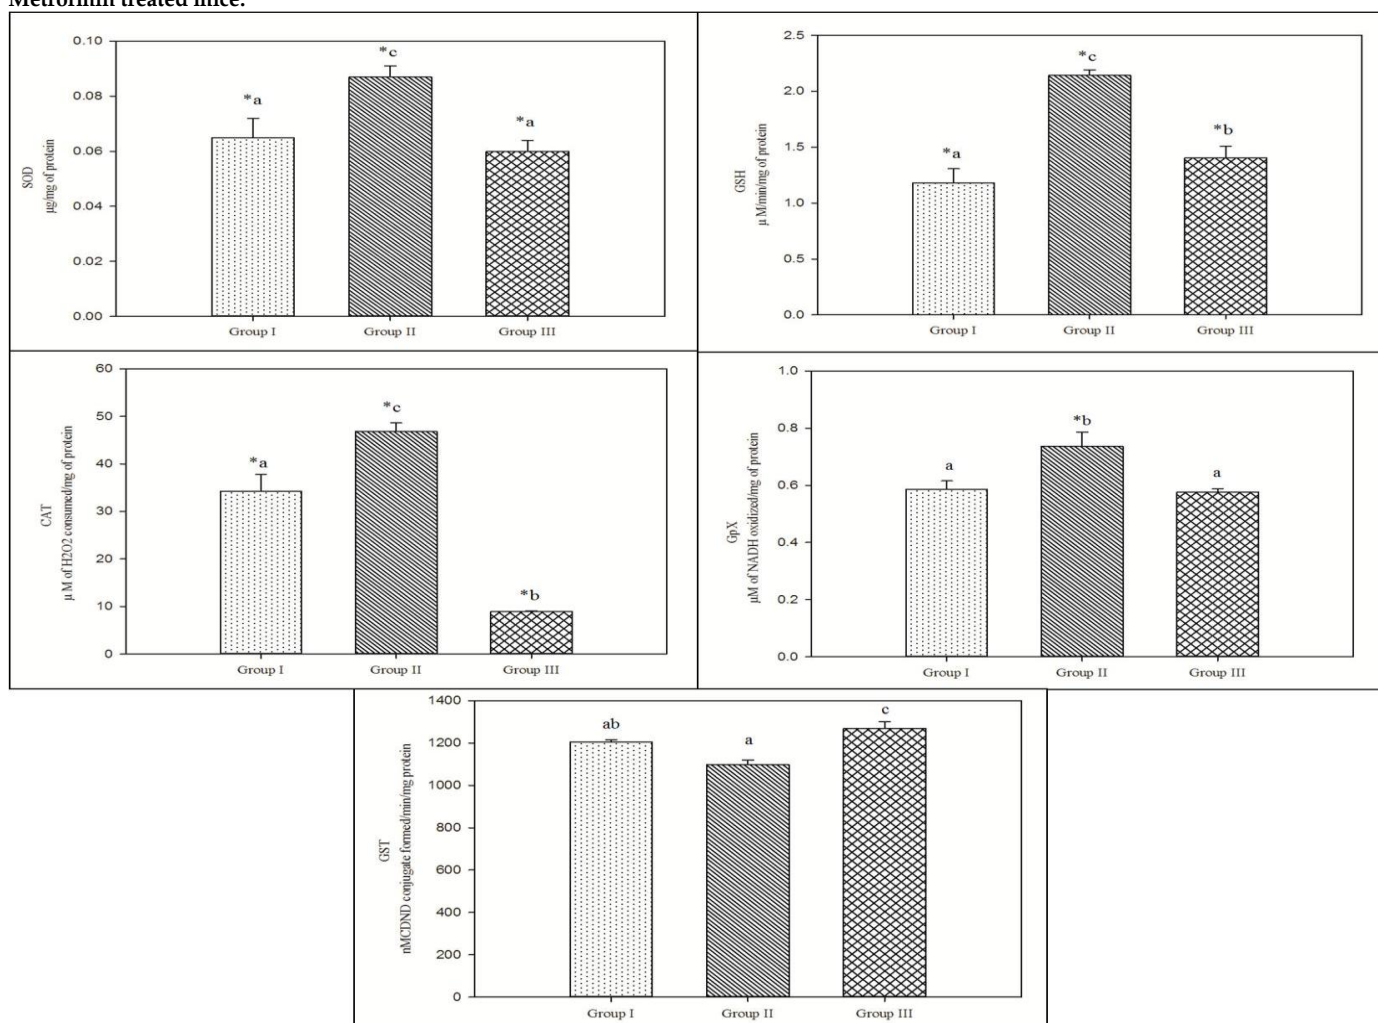 Metformin treated mice.
SOD
µg/mg of protein
0.10
0.08
0.06
0.04
0.02
0.00
*a
*c
*a
Group I
Group II
Group III
GSH
µ M/min/mg of protein
2.5
2.0
1.5
1.0
0.5
0.0
*a
*c
*b
Group I
Group II
Group III
CAT
µ M of H2O2 consumed/mg of protein
60
50
40
30
20
10
0
*a
*c
*b
Group I
Group II
Group III
GpX
µM of NADH oxidized/mg of protein
1.0
0.8
0.6
0.4
0.2
0.0
a
*b
a
Group I
Group II
Group III
GST
nMCDND conjugate formed/min/mg protein
1400
1200
1000
800
600
400
200
0
ab
a
c
Group I
Group II
Group III